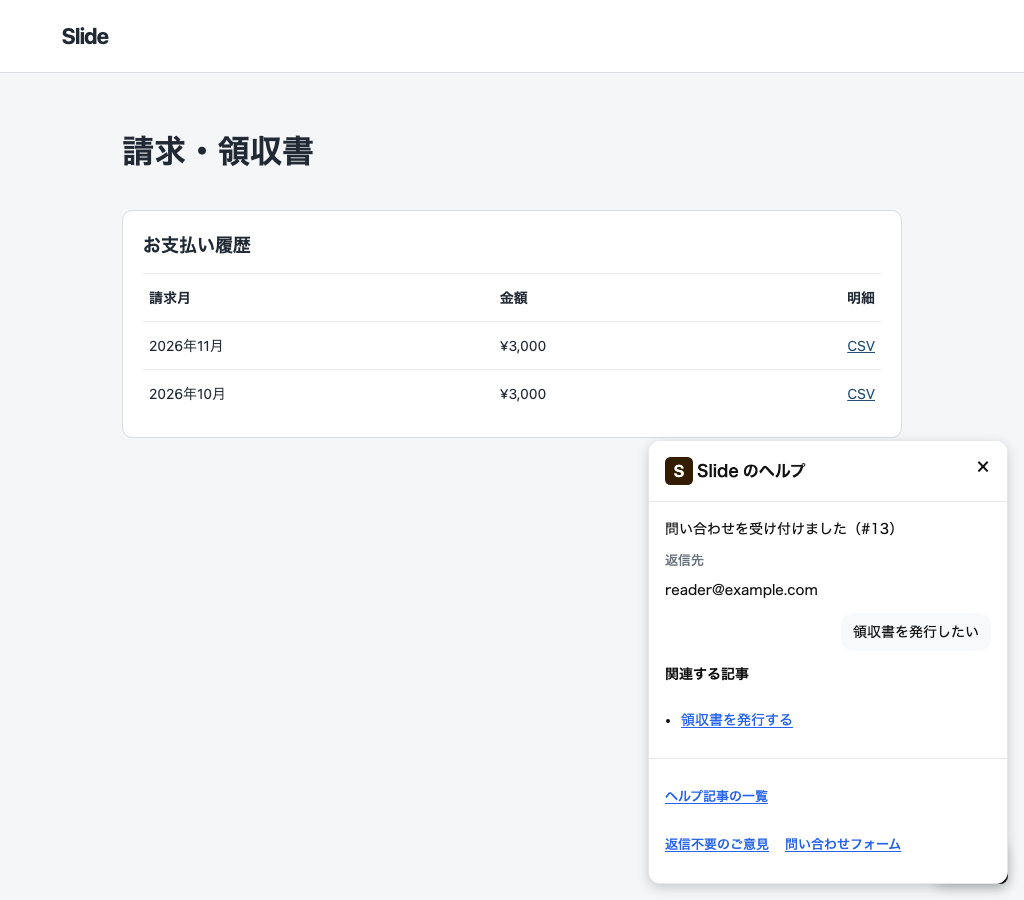 Slide
請求・領収書
お支払い履歴
請求月 金額 明細
2026年11月 ¥3,000 CSV
2026年10月 ¥3,000 CSV
S Slide のヘルプ ×
問い合わせを受け付けました（#13）
返信先
reader@example.com
領収書を発行したい
関連する記事
• 領収書を発行する
ヘルプ記事の一覧
返信不要のご意見 問い合わせフォーム